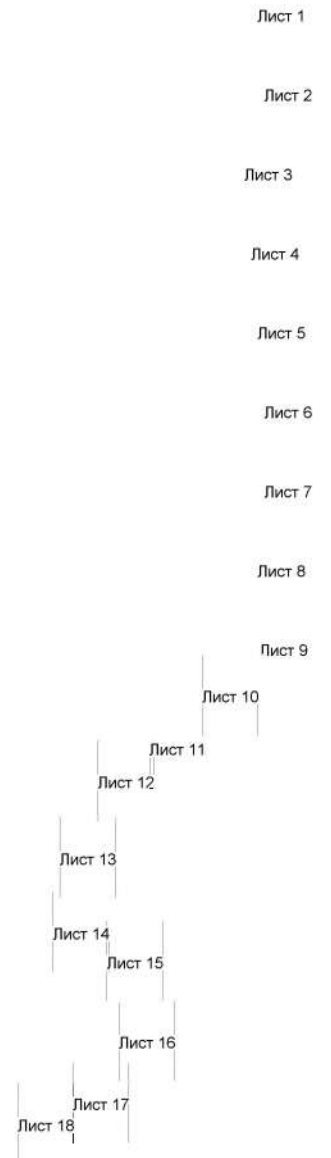 Лист 1
Лист 2
Лист 3
Лист 4
Лист 5
Лист 6
Лист 7
Лист 8
Лист 9
Лист 10
Лист 11
Лист 12
Лист 13
Лист 14
Лист 15
Лист 16
Лист 17
Лист 18